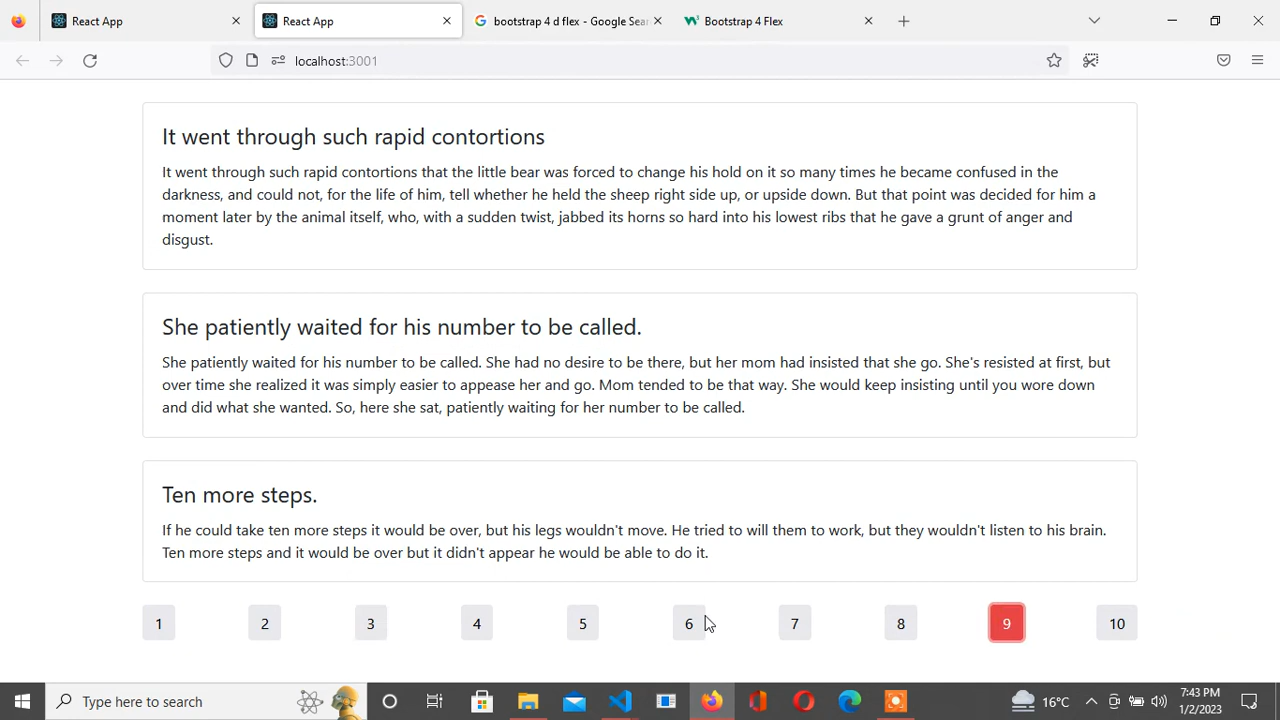 React App
React App
bootstrap 4 d flex - Google Sear
Bootstrap 4 Flex
localhost:3001
It went through such rapid contortions
It went through such rapid contortions that the little bear was forced to change his hold on it so many times he became confused in the
darkness, and could not, for the life of him, tell whether he held the sheep right side up, or upside down. But that point was decided for him a
moment later by the animal itself, who, with a sudden twist, jabbed its horns so hard into his lowest ribs that he gave a grunt of anger and
disgust.
She patiently waited for his number to be called.
She patiently waited for his number to be called. She had no desire to be there, but her mom had insisted that she go. She's resisted at first, but
over time she realized it was simply easier to appease her and go. Mom tended to be that way. She would keep insisting until you wore down
and did what she wanted. So, here she sat, patiently waiting for her number to be called.
Ten more steps.
If he could take ten more steps it would be over, but his legs wouldn't move. He tried to will them to work, but they wouldn't listen to his brain.
Ten more steps and it would be over but it didn't appear he would be able to do it.
1 2 3 4 5 6 7 8 9 10
Type here to search
16°C
7:43 PM
1/2/2023